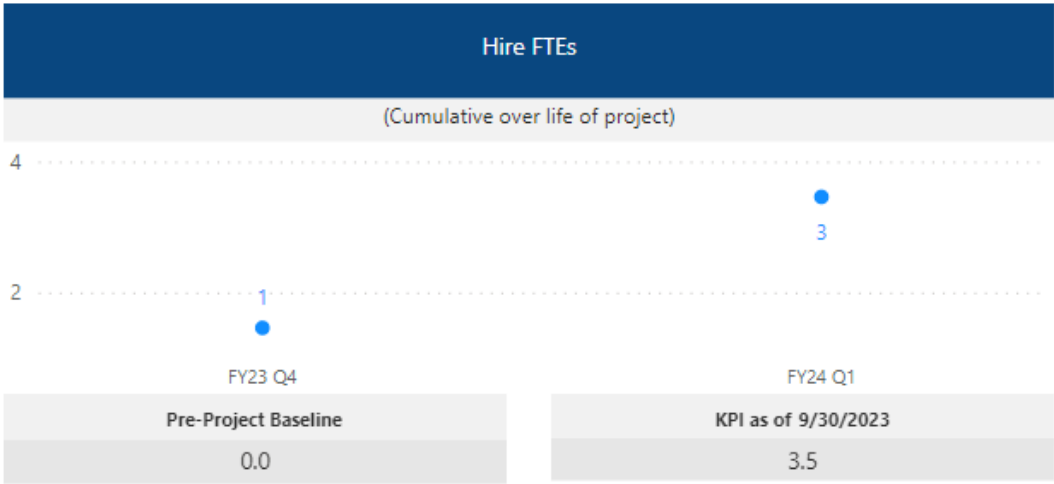 Hire FTEs
(Cumulative over life of project)
4
3
2
1
FY23 Q4 FY24 Q1
Pre-Project Baseline KPI as of 9/30/2023
0.0 3.5